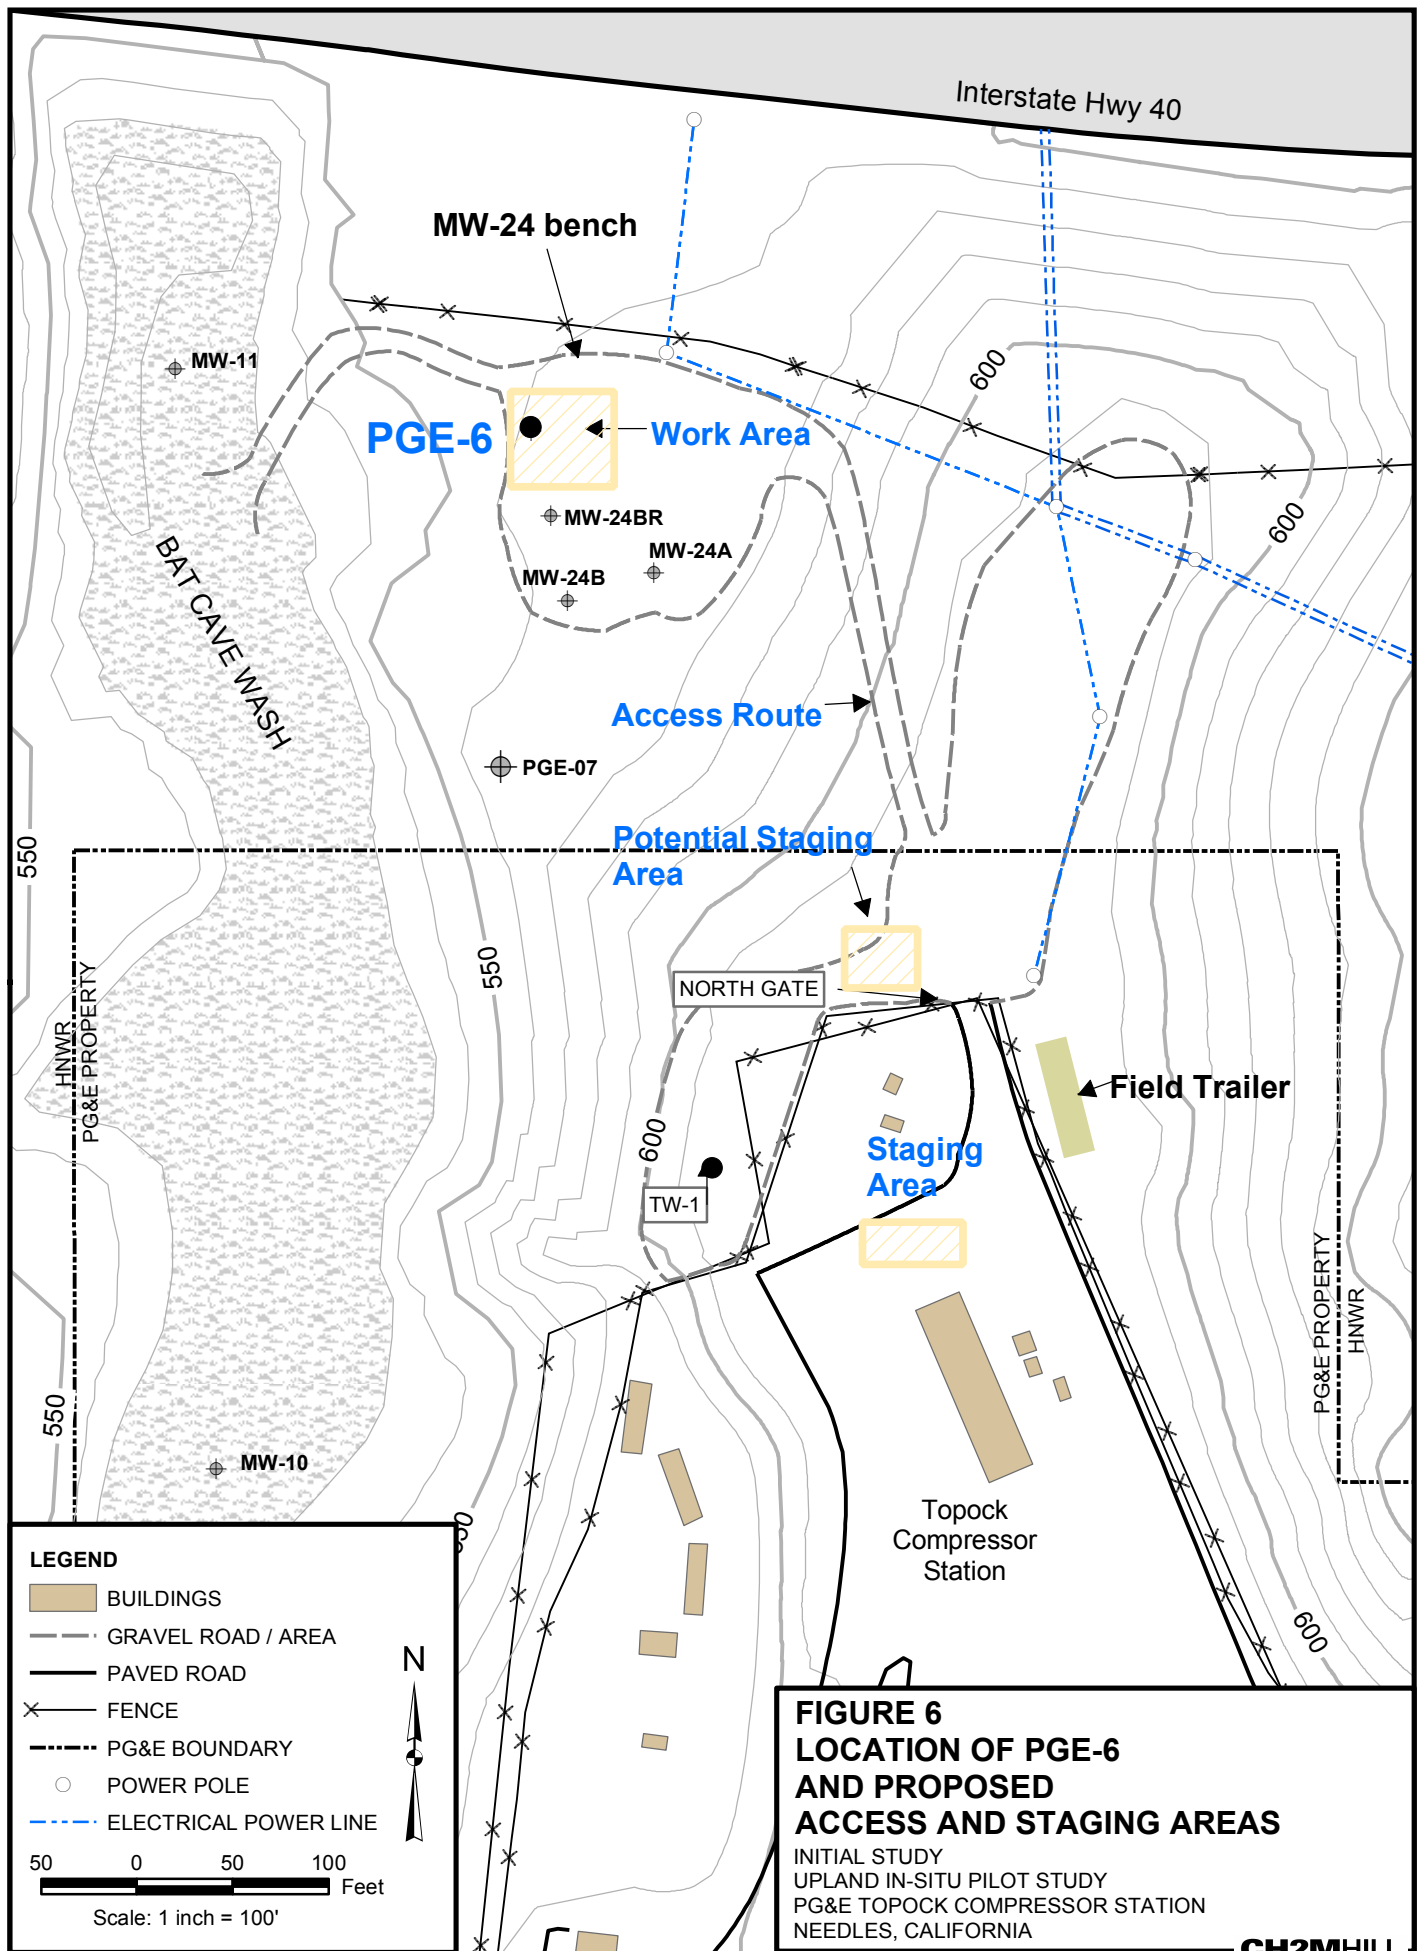 Interstate Hwy 40
MW-24 bench
600
MW-11
PGE-6
Work Area
600
MW-24BR
MW-24A
MW-24B
BAT CAVE WASH
Access Route
PGE-07
Potential Staging
Area
550
550
NORTH GATE
HNWR
PG&E PROPERTY
Field Trailer
600
Staging
Area
TW-1
PG&E PROPERTY
HNWR
550
MW-10
Topock
Compressor
Station
600
LEGEND
BUILDINGS
GRAVEL ROAD / AREA
PAVED ROAD
FENCE
PG&E BOUNDARY
POWER POLE
ELECTRICAL POWER LINE
N
50 0 50 100
Feet
Scale: 1 inch = 100'
FIGURE 6
LOCATION OF PGE-6
AND PROPOSED
ACCESS AND STAGING AREAS
INITIAL STUDY
UPLAND IN-SITU PILOT STUDY
PG&E TOPOCK COMPRESSOR STATION
NEEDLES, CALIFORNIA
CH2MHILL